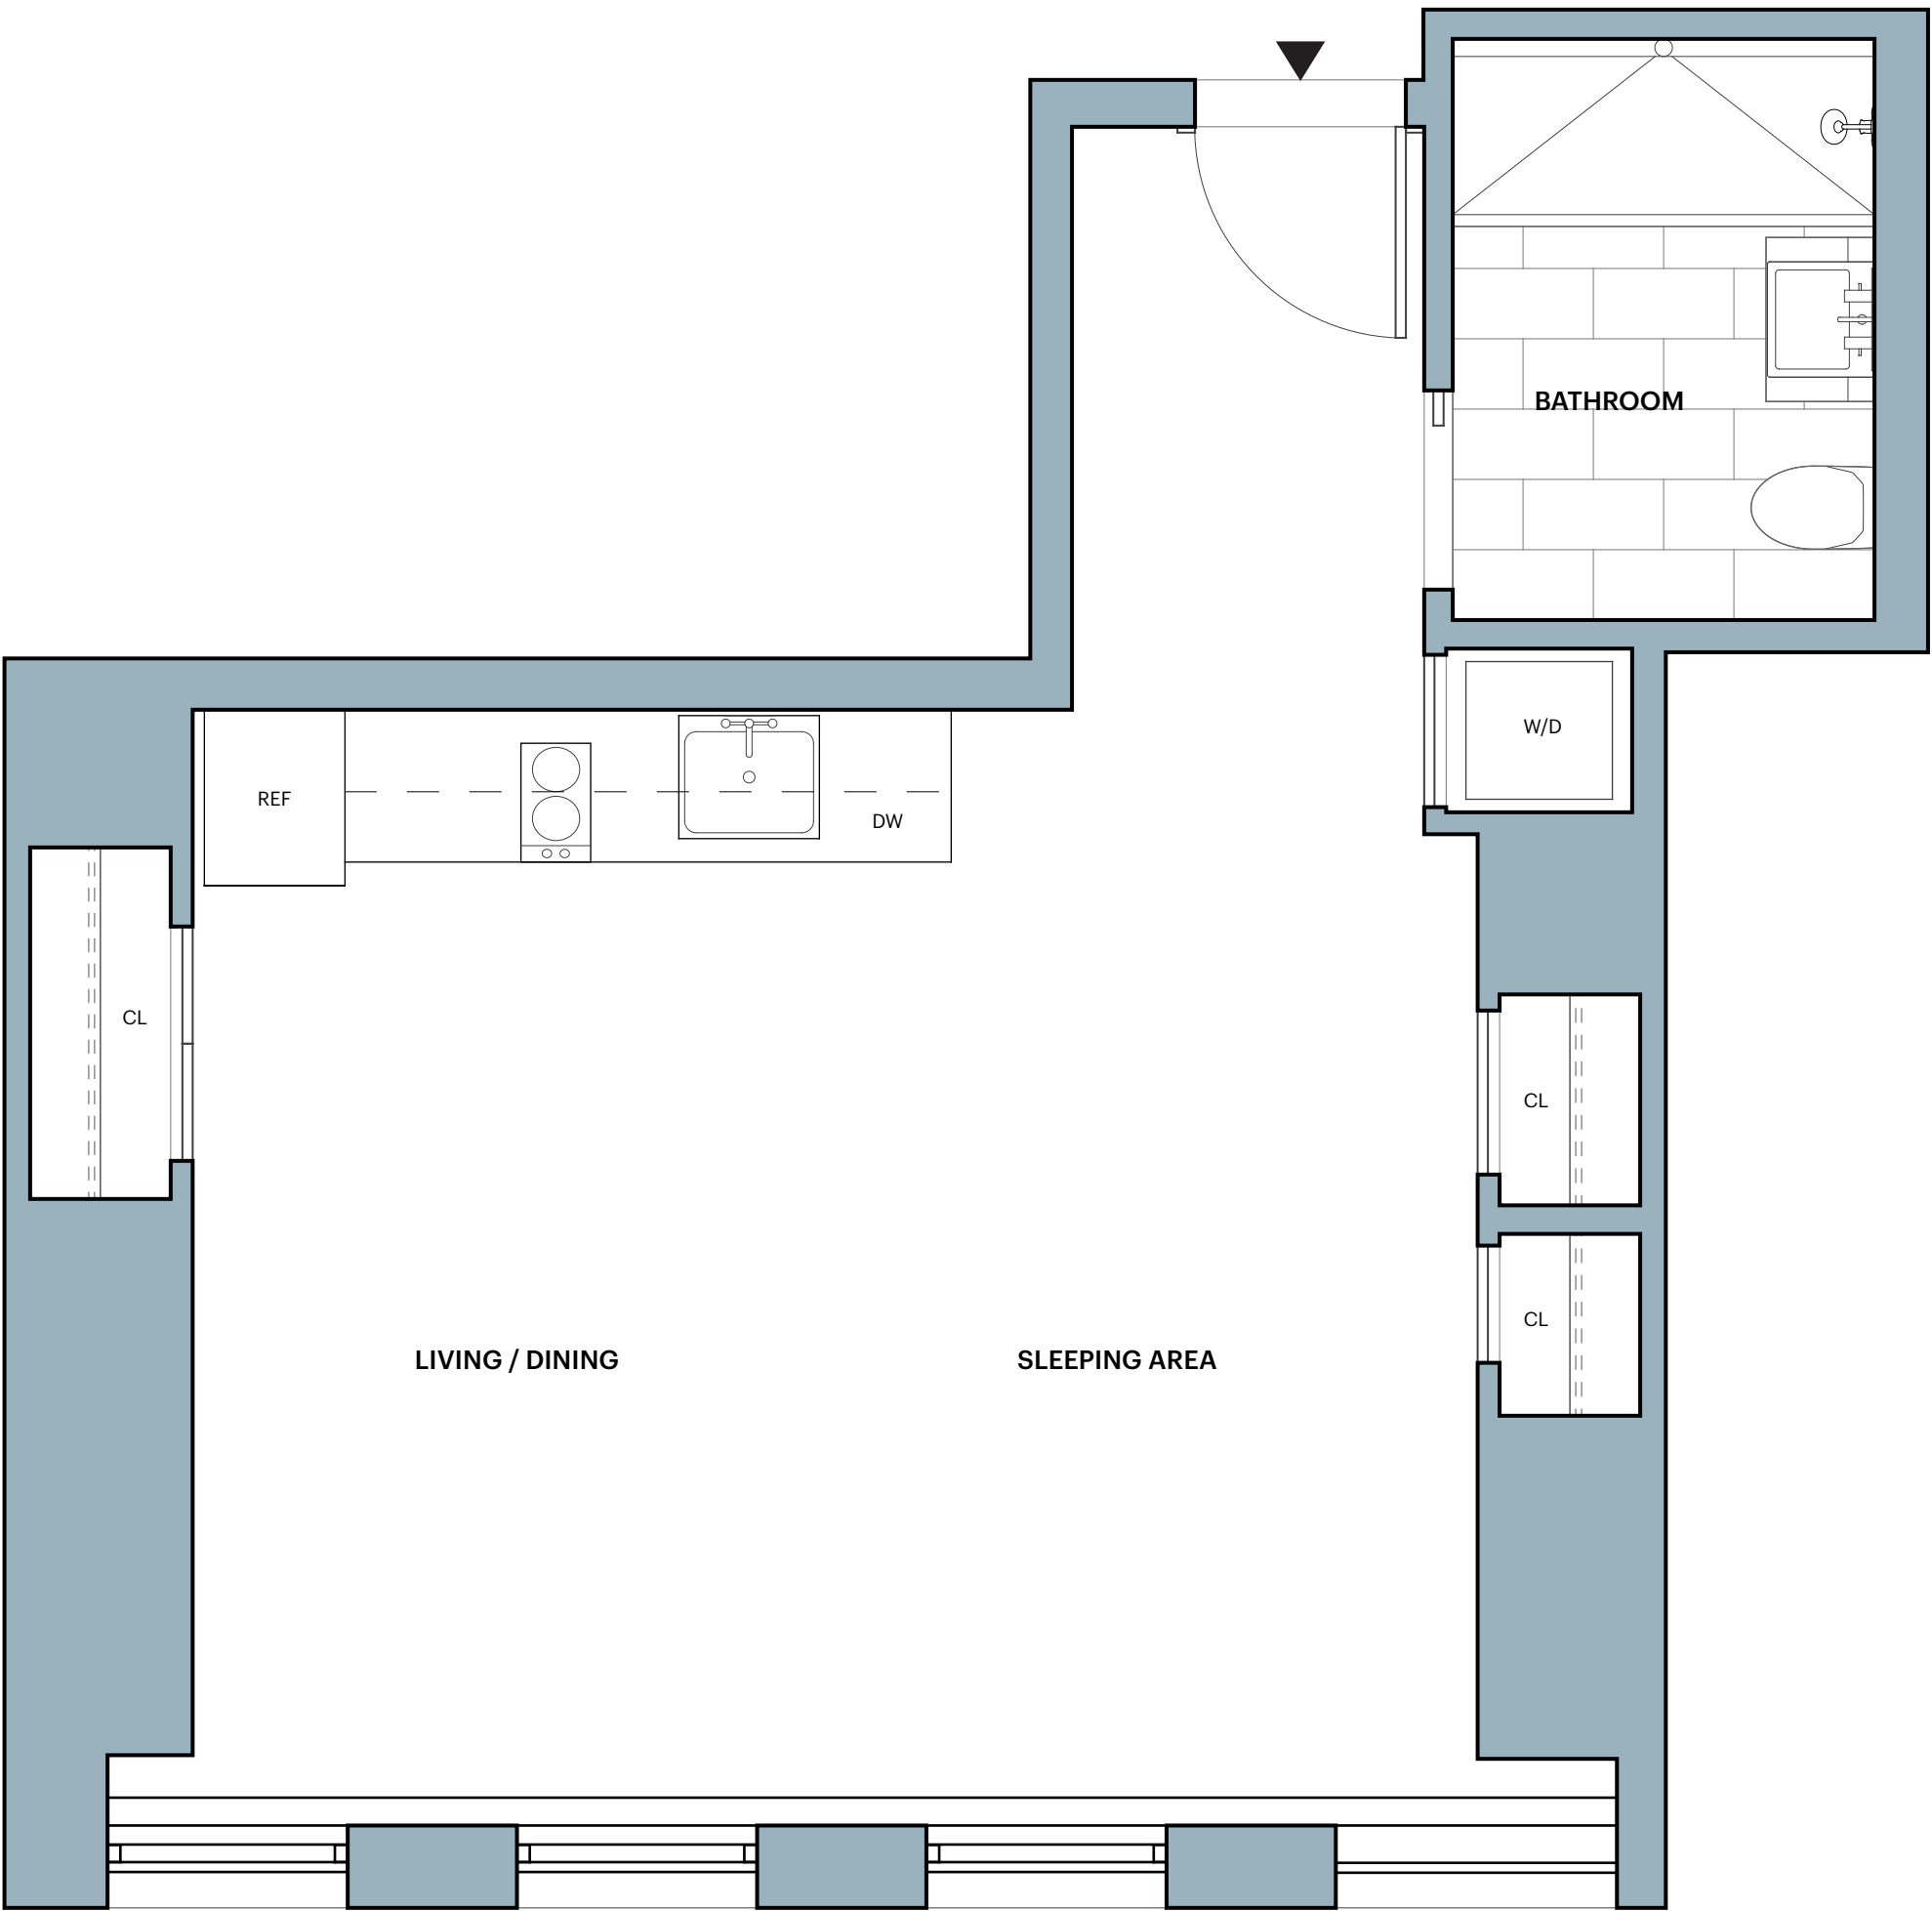 BATHROOM
W/D
REF
DW
CL
CL
CL
LIVING / DINING
SLEEPING AREA